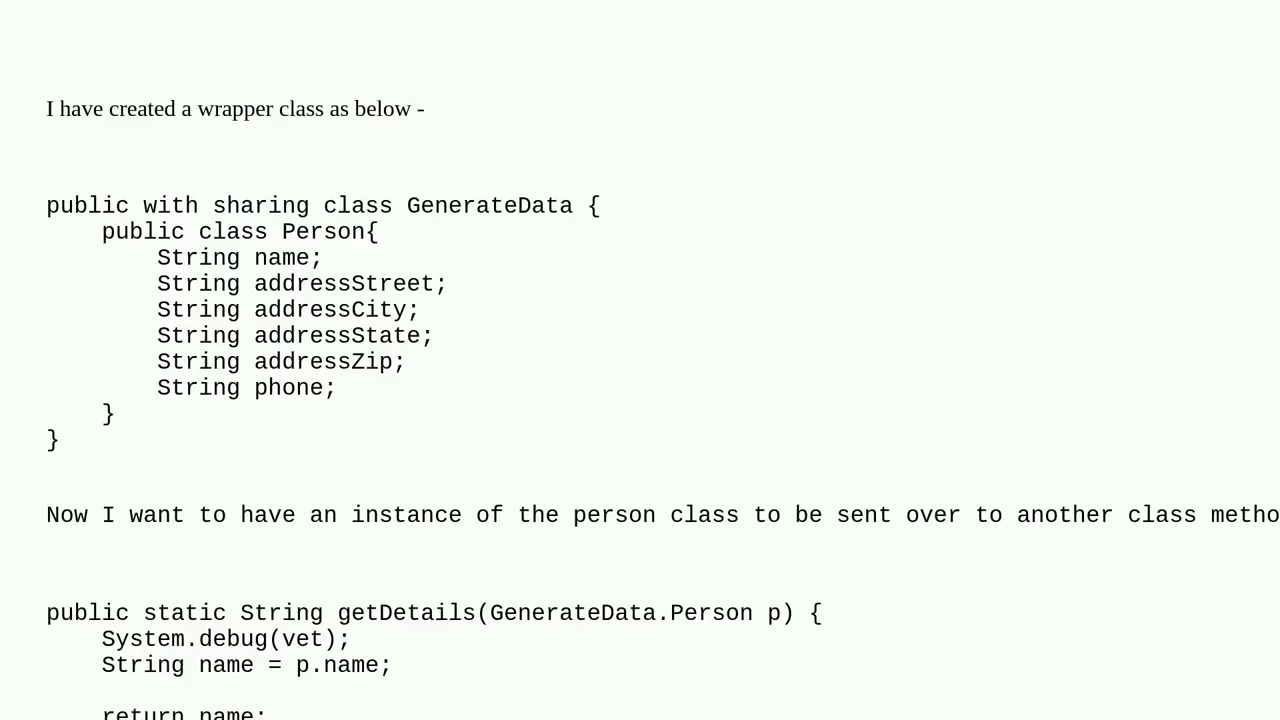 I have created a wrapper class as below -
public with sharing class GenerateData {
    public class Person{
        String name;
        String addressStreet;
        String addressCity;
        String addressState;
        String addressZip;
        String phone;
    }
}
Now I want to have an instance of the person class to be sent over to another class metho
public static String getDetails(GenerateData.Person p) {
    System.debug(vet);
    String name = p.name;
    return name;